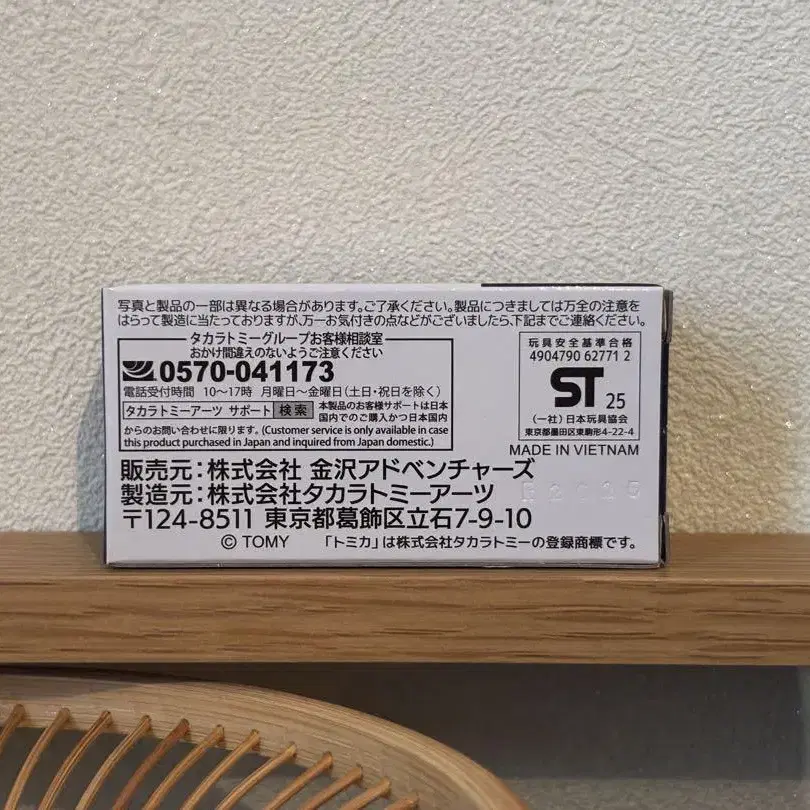 写真と製品の一部は異なる場合があります。ご了承ください。製品につきましては万全の注意を
はらって製造に当たっておりますが、万一お気付きの点などがございましたら、下記までご連絡ください。
タカラトミーグループお客様相談室
おかけ間違えのないようご注意ください
0570-041173
電話受付時間 10〜17時 月曜日〜金曜日(土日・祝日を除く)
タカラトミーアーツ サポート 検索 本製品のお客様サポートは日本
国内でのご購入かつ日本国内
からのお問い合わせに限ります。(Customer service is only available in case
this product purchased in Japan and inquired from Japan domestic.)
玩具安全基準合格
4904790 62771 2
ST 25
(一社)日本玩具協会
東京都墨田区東駒形4-22-4
MADE IN VIETNAM
販売元:株式会社 金沢アドベンチャーズ
製造元:株式会社タカラトミーアーツ
〒124-8511 東京都葛飾区立石7-9-10
© TOMY 「トミカ」は株式会社タカラトミーの登録商標です。